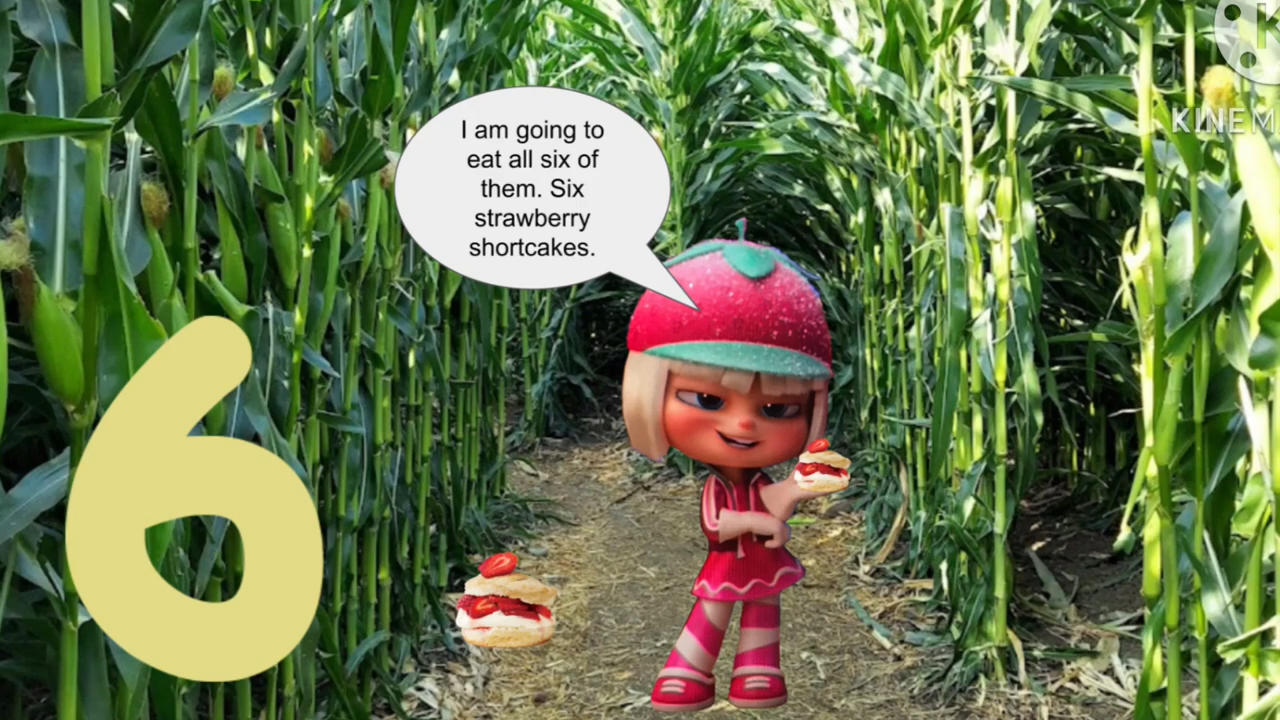 I am going to
eat all six of
them. Six
strawberry
shortcakes.
6
KINEM